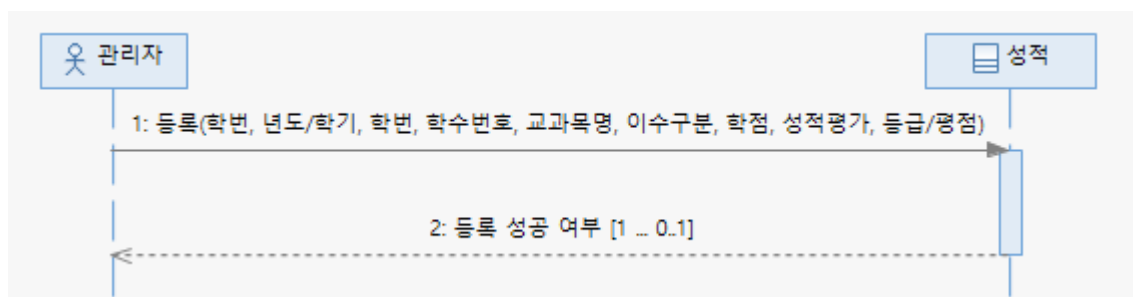 관리자
성적
1: 등록(학번, 년도/학기, 학번, 학수번호, 교과목명, 이수구분, 학점, 성적평가, 등급/평점)
2: 등록 성공 여부 [1 ... 0..1]